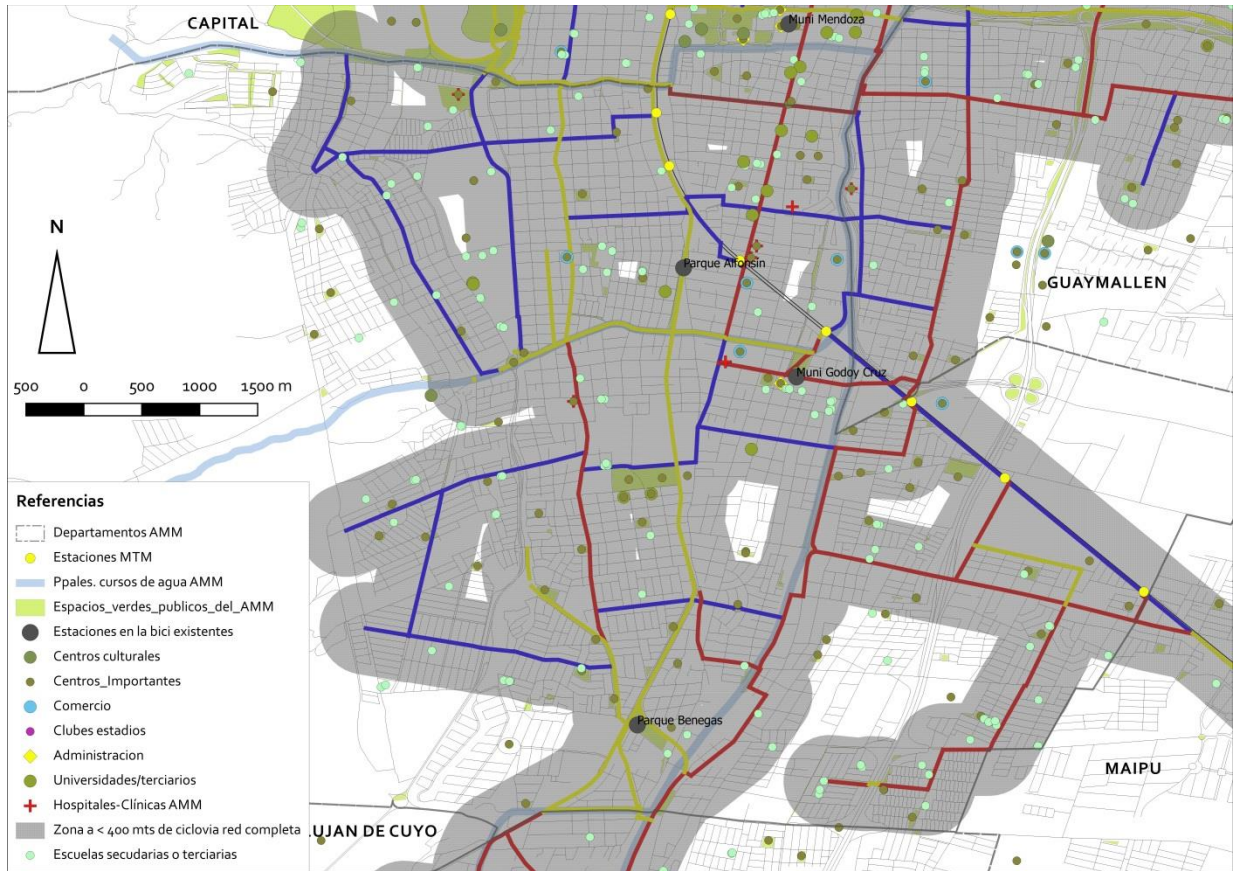 CAPITAL
Muni Mendoza
N
Parque Alfonsin
GUAYMALLEN
500 0 500 1000 1500 m
Muni Godoy Cruz
Referencias
Departamentos AMM
Estaciones MTM
Ppales. cursos de agua AMM
Espacios_verdes_publicos_del_AMM
Estaciones en la bici existentes
Centros culturales
Centros_Importantes
Comercio
Clubes estadios
Administracion
Universidades/terciarios
Hospitales-Clínicas AMM
Zona a < 400 mts de ciclovia red completa
Escuelas secudarias o terciarias
Parque Benegas
MAIPU
LUJAN DE CUYO